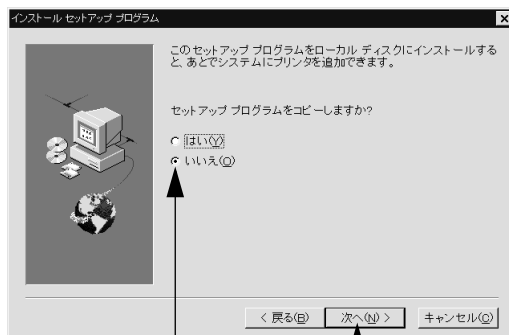 インストール セットアップ プログラム
このセットアップ プログラムをローカル ディスクにインストールする
と、あとでシステムにプリンタを追加できます。
セットアップ プログラムをコピーしますか?
はい(Y)
いいえ(O)
< 戻る(B)
次へ(N) >
キャンセル(C)